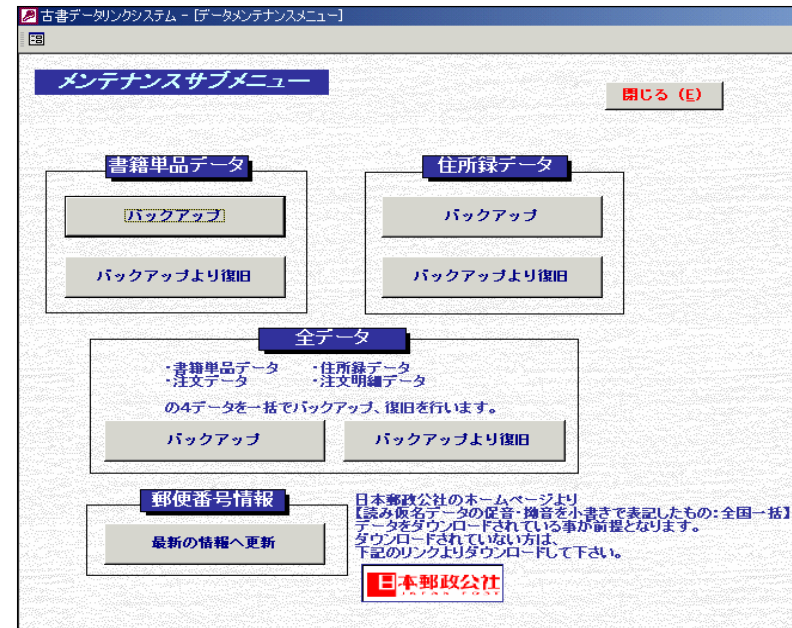 古書データリンクシステム - [データメンテナンスメニュー]
メンテナンスサブメニュー
閉じる (E)
書籍単品データ
バックアップ
バックアップより復旧
住所録データ
バックアップ
バックアップより復旧
全データ
・書籍単品データ ・住所録データ
・注文データ ・注文明細データ
の4データを一括でバックアップ、復旧を行います。
バックアップ
バックアップより復旧
郵便番号情報
最新の情報へ更新
日本郵政公社のホームページより
【読み仮名データの促音・拗音を小書きで表記したもの:全国一括】
データをダウンロードされている事が前提となります。
ダウンロードされていない方は、
下記のリンクよりダウンロードして下さい。
日本郵政公社
JAPAN POST